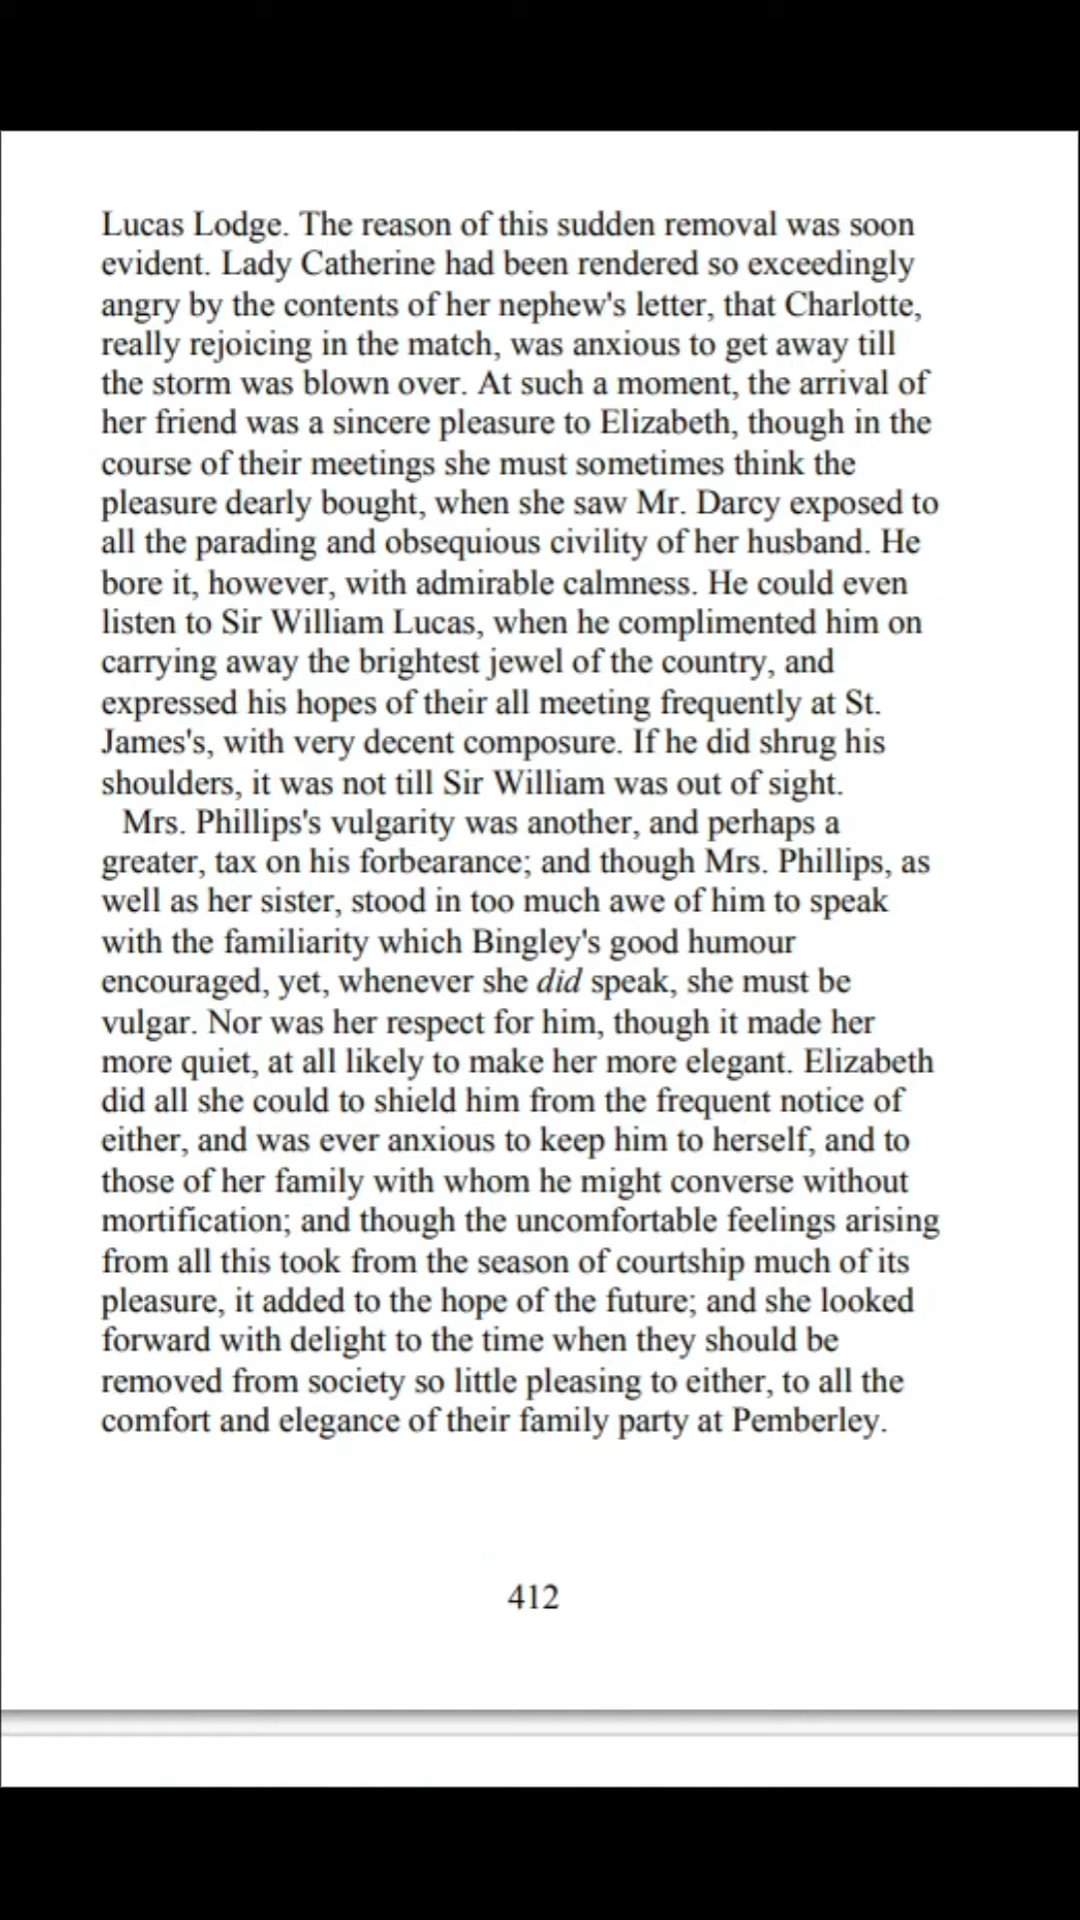 Lucas Lodge. The reason of this sudden removal was soon
evident. Lady Catherine had been rendered so exceedingly
angry by the contents of her nephew's letter, that Charlotte,
really rejoicing in the match, was anxious to get away till
the storm was blown over. At such a moment, the arrival of
her friend was a sincere pleasure to Elizabeth, though in the
course of their meetings she must sometimes think the
pleasure dearly bought, when she saw Mr. Darcy exposed to
all the parading and obsequious civility of her husband. He
bore it, however, with admirable calmness. He could even
listen to Sir William Lucas, when he complimented him on
carrying away the brightest jewel of the country, and
expressed his hopes of their all meeting frequently at St.
James's, with very decent composure. If he did shrug his
shoulders, it was not till Sir William was out of sight.
Mrs. Phillips's vulgarity was another, and perhaps a
greater, tax on his forbearance; and though Mrs. Phillips, as
well as her sister, stood in too much awe of him to speak
with the familiarity which Bingley's good humour
encouraged, yet, whenever she did speak, she must be
vulgar. Nor was her respect for him, though it made her
more quiet, at all likely to make her more elegant. Elizabeth
did all she could to shield him from the frequent notice of
either, and was ever anxious to keep him to herself, and to
those of her family with whom he might converse without
mortification; and though the uncomfortable feelings arising
from all this took from the season of courtship much of its
pleasure, it added to the hope of the future; and she looked
forward with delight to the time when they should be
removed from society so little pleasing to either, to all the
comfort and elegance of their family party at Pemberley.
412